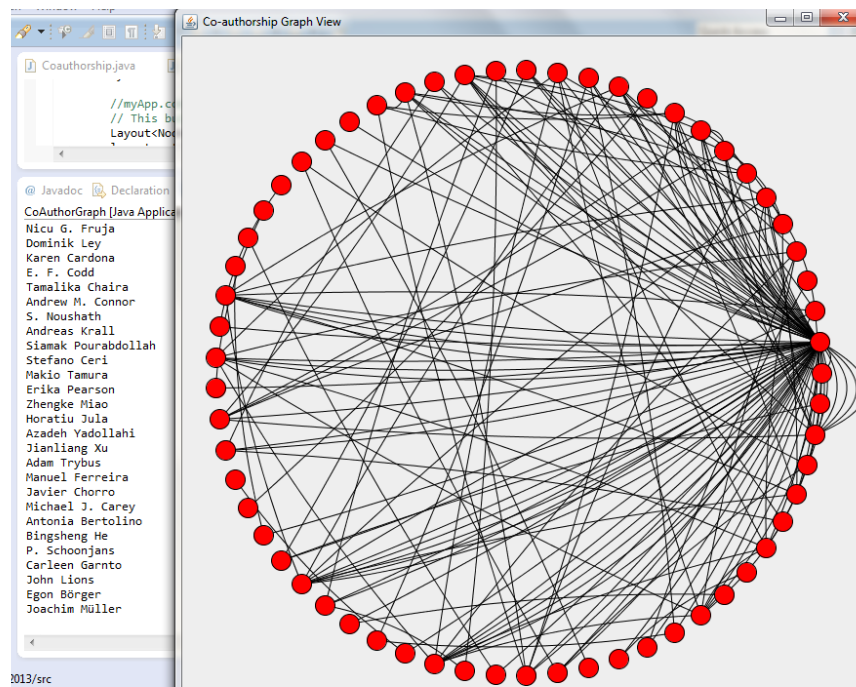 Co-authorship Graph View
Coauthorship.java
//myApp.co
// This bu
Layout<Nod
@ Javadoc Declaration
CoAuthorGraph [Java Applica
Nicu G. Fruja
Dominik Ley
Karen Cardona
E. F. Codd
Tamalika Chaira
Andrew M. Connor
S. Noushath
Andreas Krall
Siamak Pourabdollah
Stefano Ceri
Makio Tamura
Erika Pearson
Zhengke Miao
Horatiu Jula
Azadeh Yadollahi
Jianliang Xu
Adam Trybus
Manuel Ferreira
Javier Chorro
Michael J. Carey
Antonia Bertolino
Bingsheng He
P. Schoonjans
Carleen Garnto
John Lions
Egon Börger
Joachim Müller
2013/src